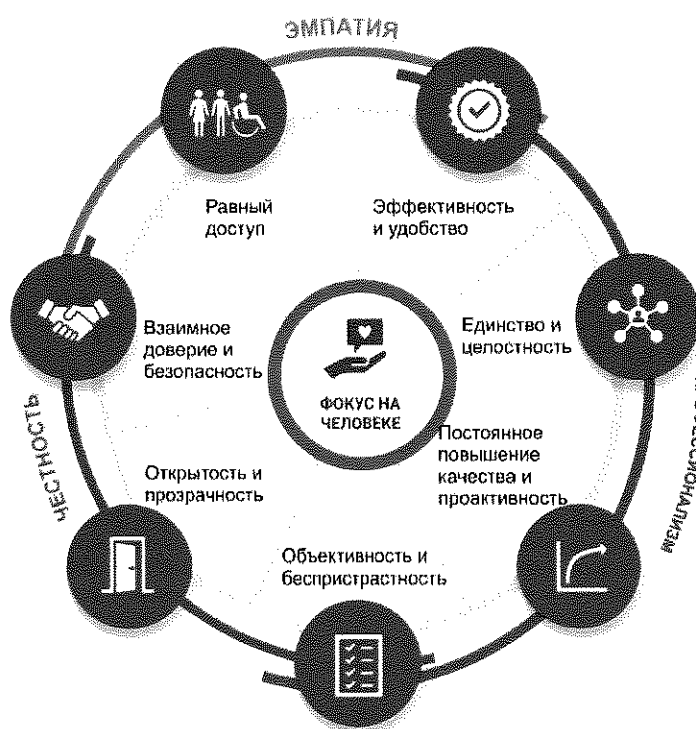 ЭМПАТИЯ
Равный
доступ
Эффективность
и удобство
Взаимное
доверие и
безопасность
Единство и
целостность
ФОКУС НА
ЧЕЛОВЕКЕ
ЧЕСТНОСТЬ
Открытость и
прозрачность
Постоянное
повышение
качества и
проактивность
Объективность и
беспристрастность